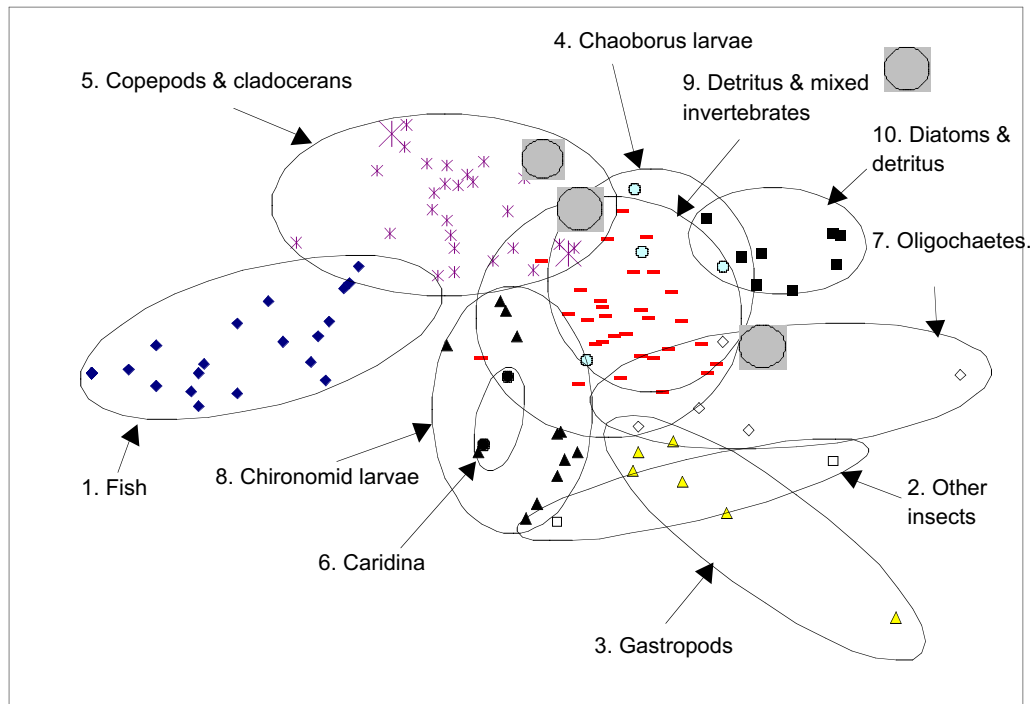 4. Chaoborus larvae
5. Copepods & cladocerans
9. Detritus & mixed
invertebrates
10. Diatoms &
detritus
7. Oligochaetes.
1. Fish
8. Chironomid larvae
2. Other
insects
6. Caridina
3. Gastropods